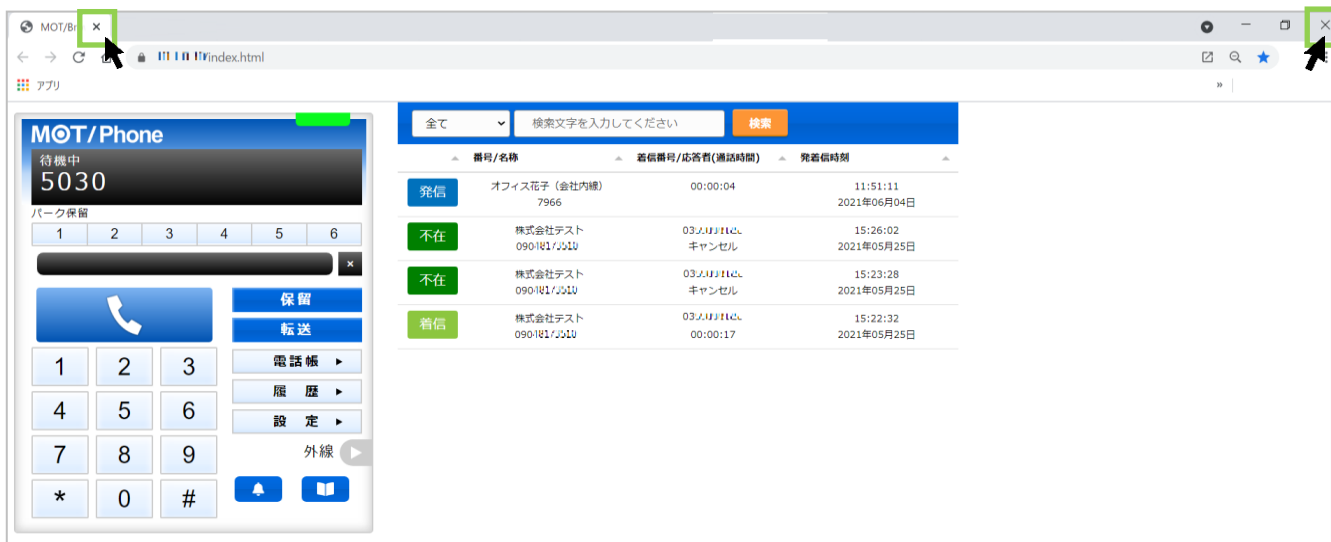 MOT/Br
index.html
アプリ
MOT/Phone
待機中
5030
パーク保留
1 2 3 4 5 6
保留
転送
電話帳
履 歴
設 定
外線
1 2 3
4 5 6
7 8 9
* 0 #
全て 検索文字を入力してください 検索
番号/名称 着信番号/応答者(通話時間) 発着信時刻
発信 オフィス花子（会社内線） 00:00:04 11:51:11
7966 2021年06月04日
不在 株式会社テスト 15:26:02
キャンセル 2021年05月25日
不在 株式会社テスト 15:23:28
キャンセル 2021年05月25日
着信 株式会社テスト 15:22:32
00:00:17 2021年05月25日